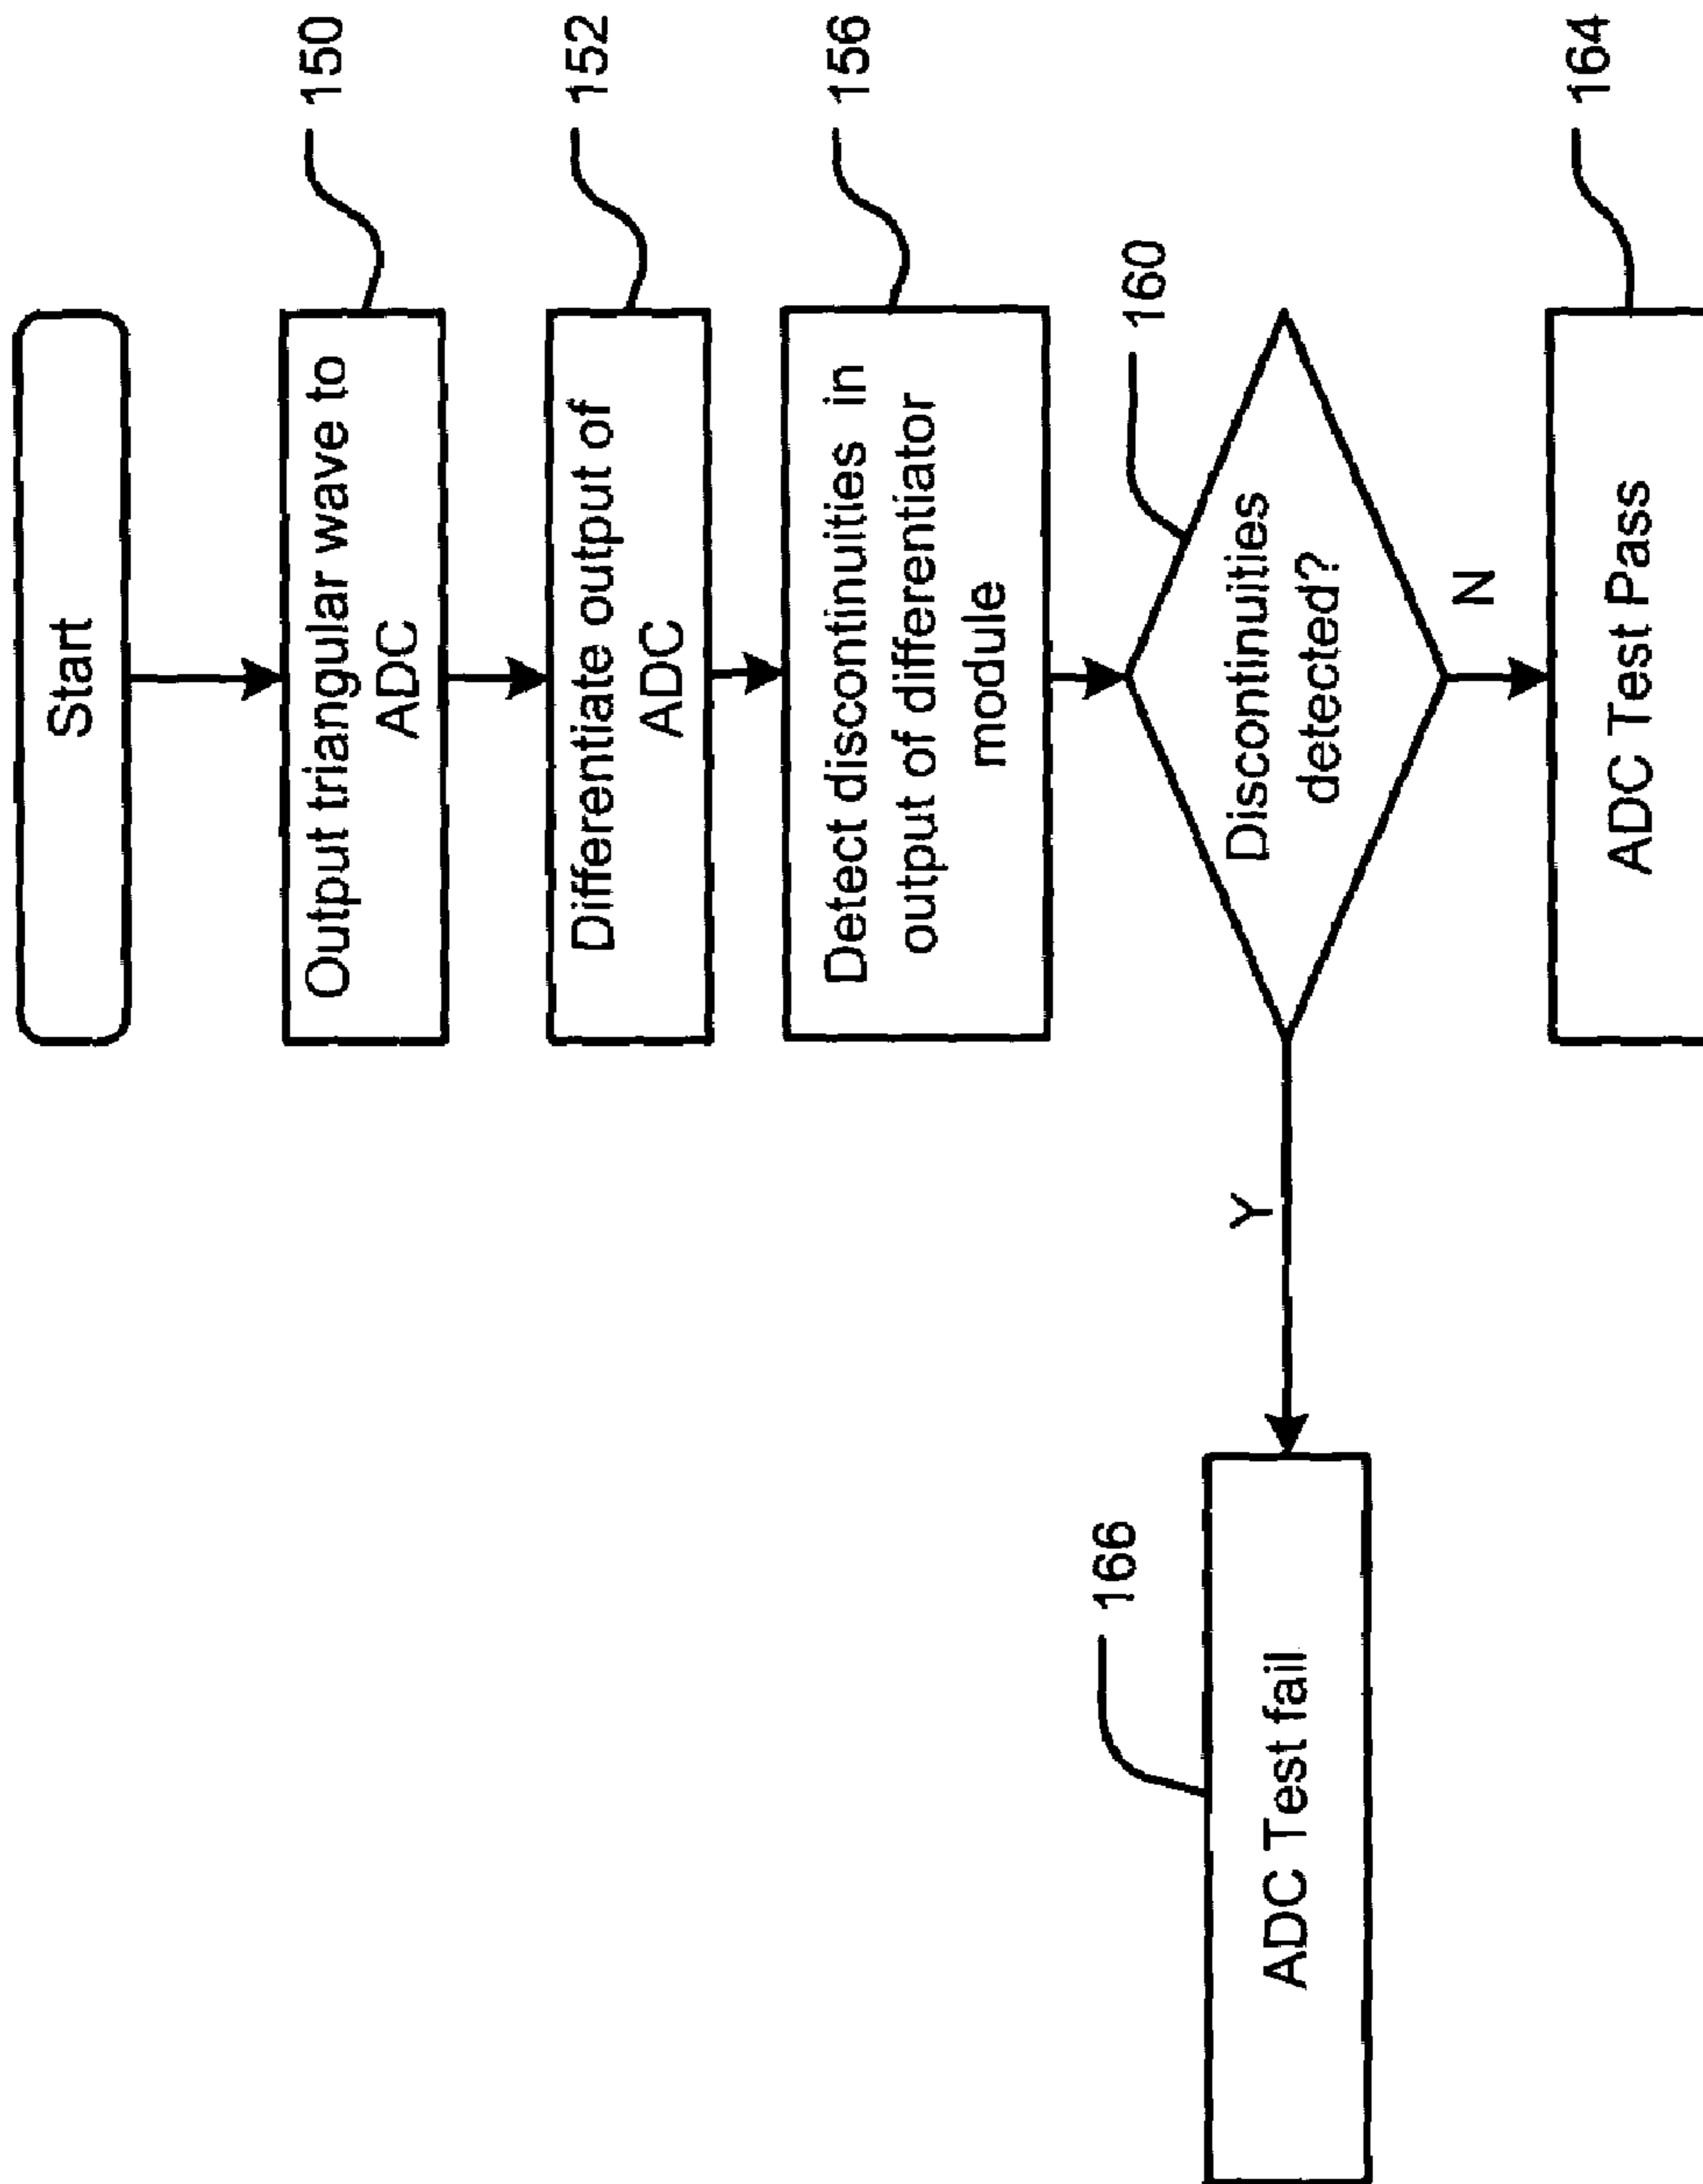 Start
150
Output triangular wave to
ADC
152
Differentiate output of
ADC
156
Detect discontinuities in
output of differentiator
module
160
Discontinuities
detected?
Y
N
166
ADC Test fail
164
ADC Test Pass